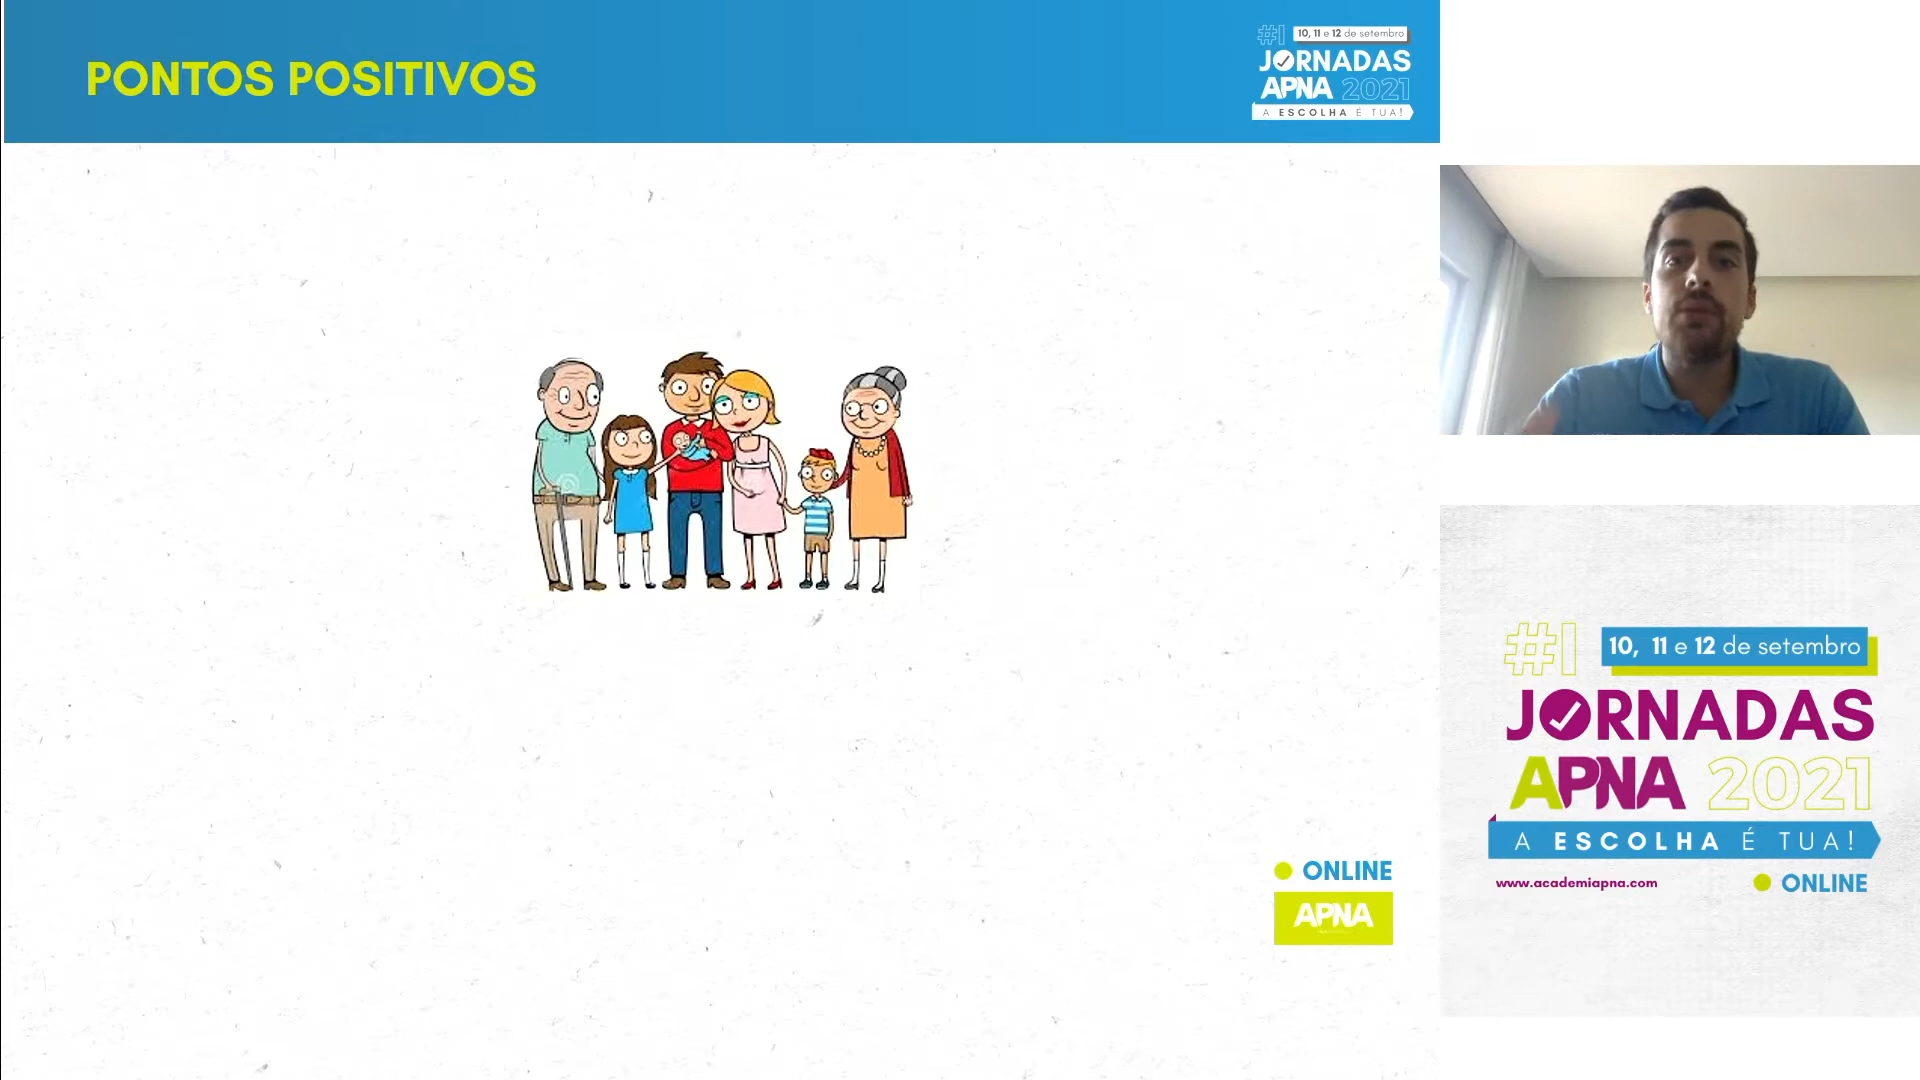 PONTOS POSITIVOS
#1 10, 11 e 12 de setembro
JORNADAS
APNA 2021
A ESCOLHA É TUA!
ONLINE
APNA
#1 10, 11 e 12 de setembro
JORNADAS
APNA 2021
A ESCOLHA É TUA!
www.academiapna.com ONLINE